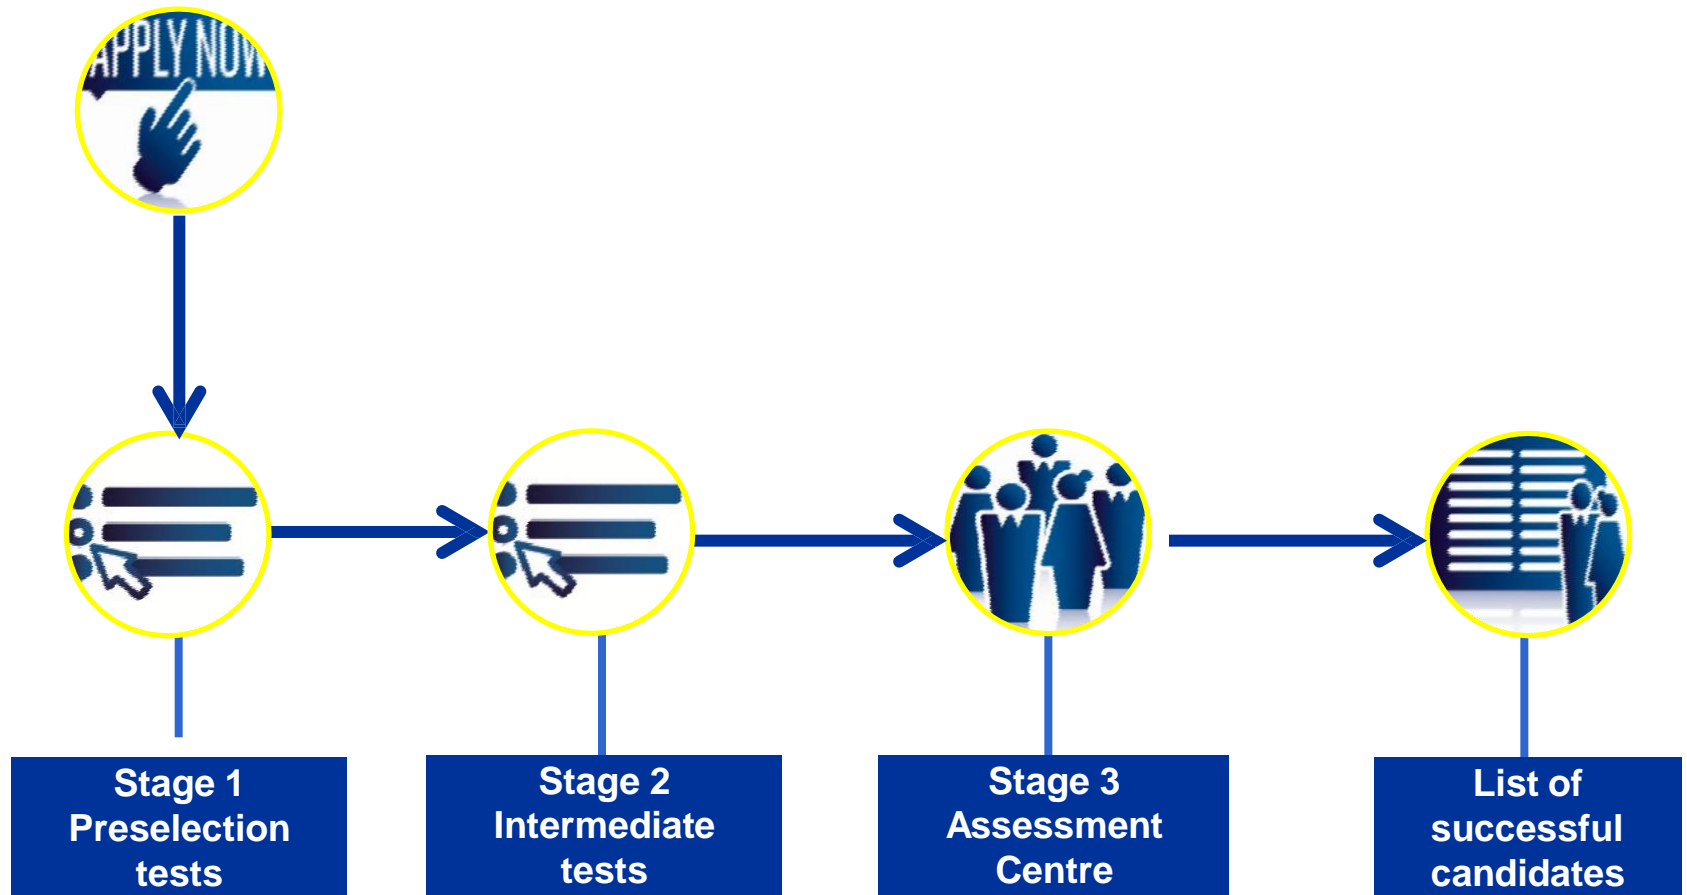 APPLY NOW
Stage 1
Preselection
tests
Stage 2
Intermediate
tests
Stage 3
Assessment
Centre
List of
successful
candidates